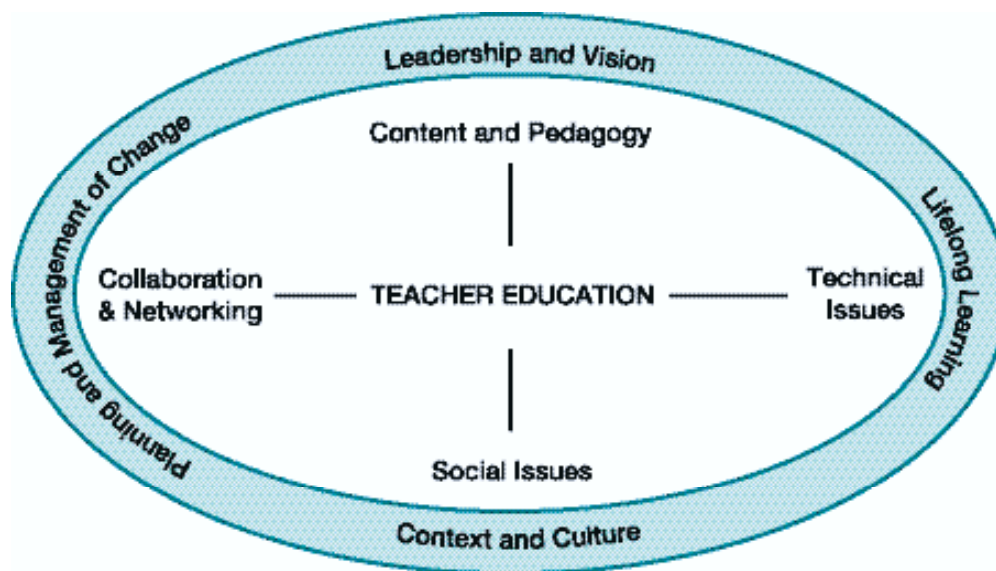 Leadership and Vision
Content and Pedagogy
Planning and Management of Change
Lifelong Learning
Collaboration
& Networking
TEACHER EDUCATION
Technical
Issues
Social Issues
Context and Culture